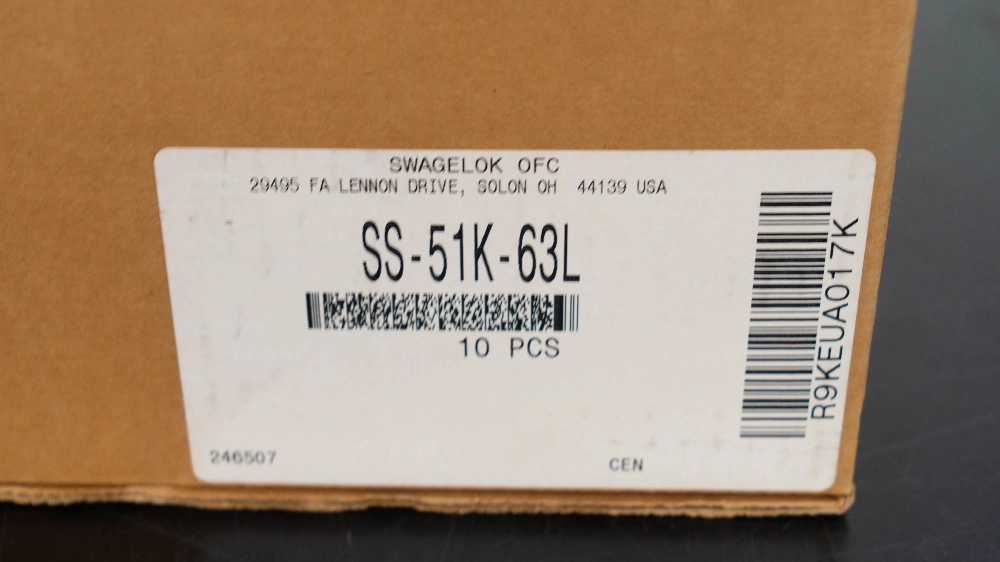 SWAGELOK OFC
29495 FA LENNON DRIVE, SOLON OH 44139 USA
SS-51K-63L
10 PCS
R9KEUA017K
246507
CEN